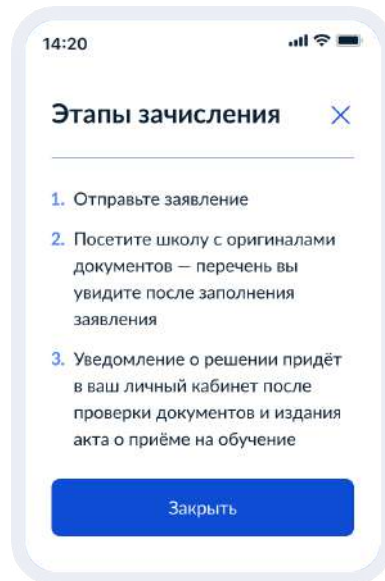 14:20
Этапы зачисления
1. Отправьте заявление
2. Посетите школу с оригиналами
документов — перечень вы
увидите после заполнения
заявления
3. Уведомление о решении придёт
в ваш личный кабинет после
проверки документов и издания
акта о приёме на обучение
Закрыть